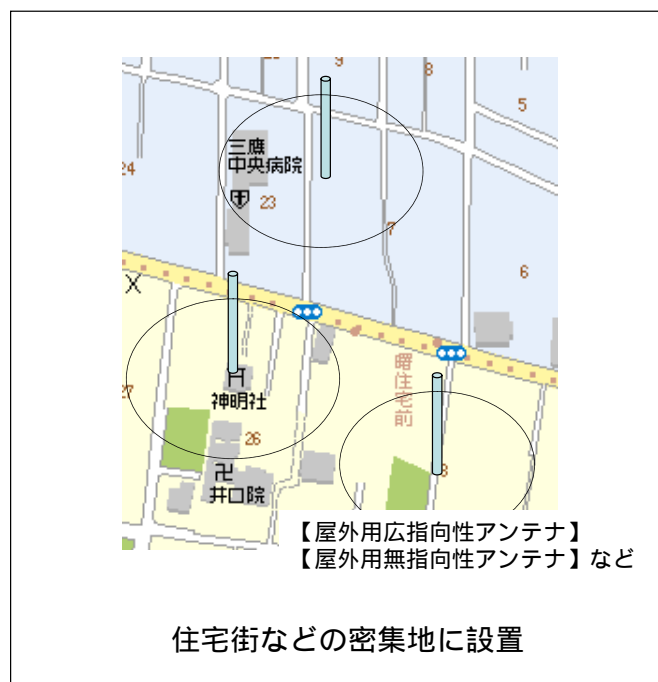 9
8
5
三鷹
中央病院
24
23
7
6
X
曙住宅前
27
神明社
26
3
井口院
【屋外用広指向性アンテナ】
【屋外用無指向性アンテナ】など
住宅街などの密集地に設置